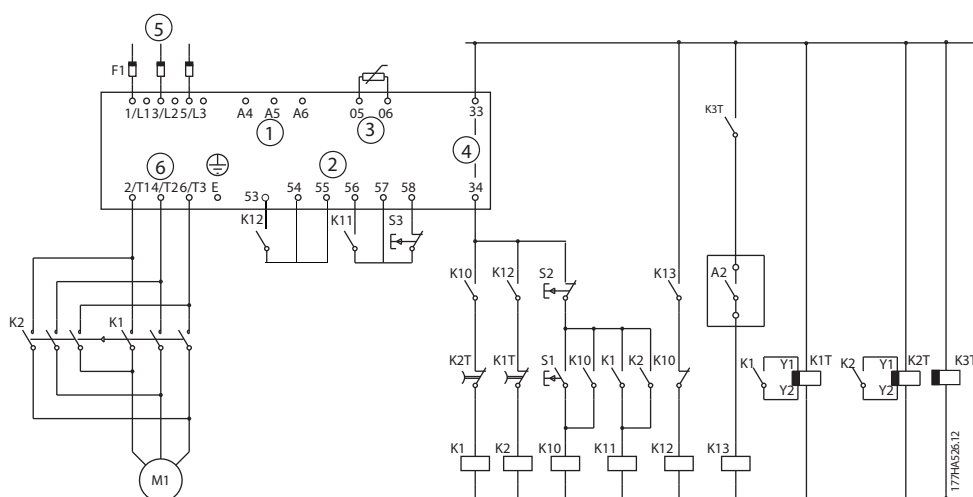 5
F1
1/L1 3/L2 5/L3 A4 A5 A6 05 06 33
1 3
K3T
6 2 4
2/T1 4/T2 6/T3 E 53 54 55 56 57 58 34
K12 K11 S3
K10 K12 S2 K13 A2
K2 K1
K2T K1T S1 K10 K1 K2 K10 K1 Y1 K1T K2 Y1 K2T K3T
Y2 Y2
K1 K2 K10 K11 K12 K13
M1
177HA526.12